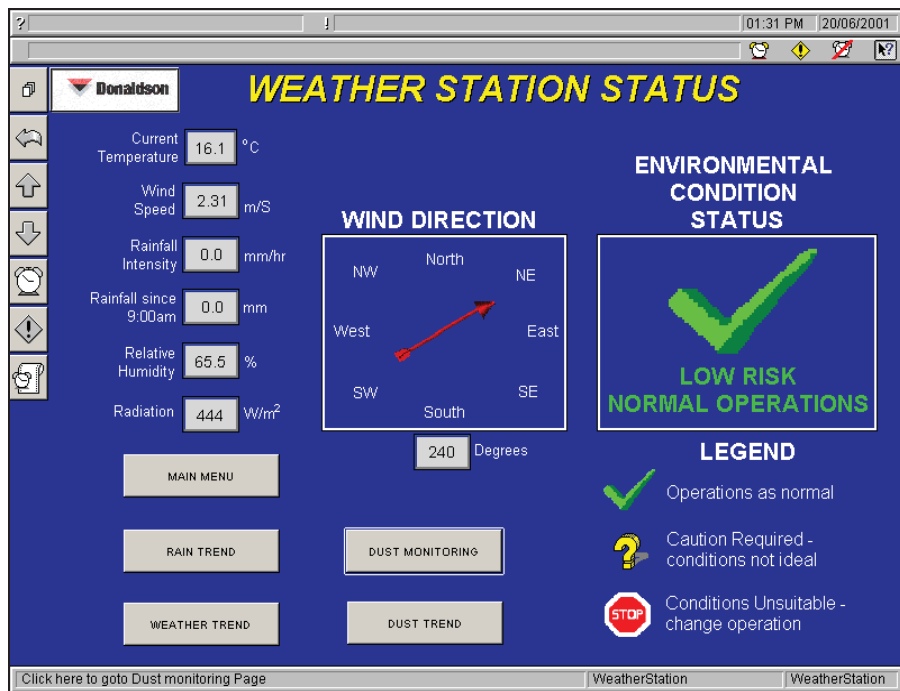 ?
!
01:31 PM
20/06/2001
?
Donaldson
WEATHER STATION STATUS
Current
Temperature
16.1
°C
Wind
Speed
2.31
m/S
Rainfall
Intensity
0.0
mm/hr
Rainfall since
9:00am
0.0
mm
Relative
Humidity
65.5
%
Radiation
444
W/m²
WIND DIRECTION
North
NW
NE
West
East
SW
SE
South
240
Degrees
ENVIRONMENTAL
CONDITION
STATUS
LOW RISK
NORMAL OPERATIONS
LEGEND
Operations as normal
?
Caution Required -
conditions not ideal
STOP
Conditions Unsuitable -
change operation
MAIN MENU
RAIN TREND
DUST MONITORING
WEATHER TREND
DUST TREND
Click here to goto Dust monitoring Page
WeatherStation
WeatherStation